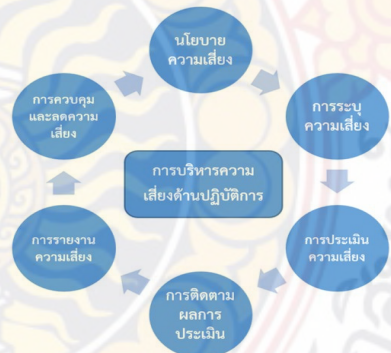 นโยบาย
ความเสี่ยง
การระบุ
ความเสี่ยง
การประเมิน
ความเสี่ยง
การติดตาม
ผลการ
ประเมิน
การรายงาน
ความเสี่ยง
การควบคุม
และลดความ
เสี่ยง
การบริหารความ
เสี่ยงด้านปฏิบัติการ